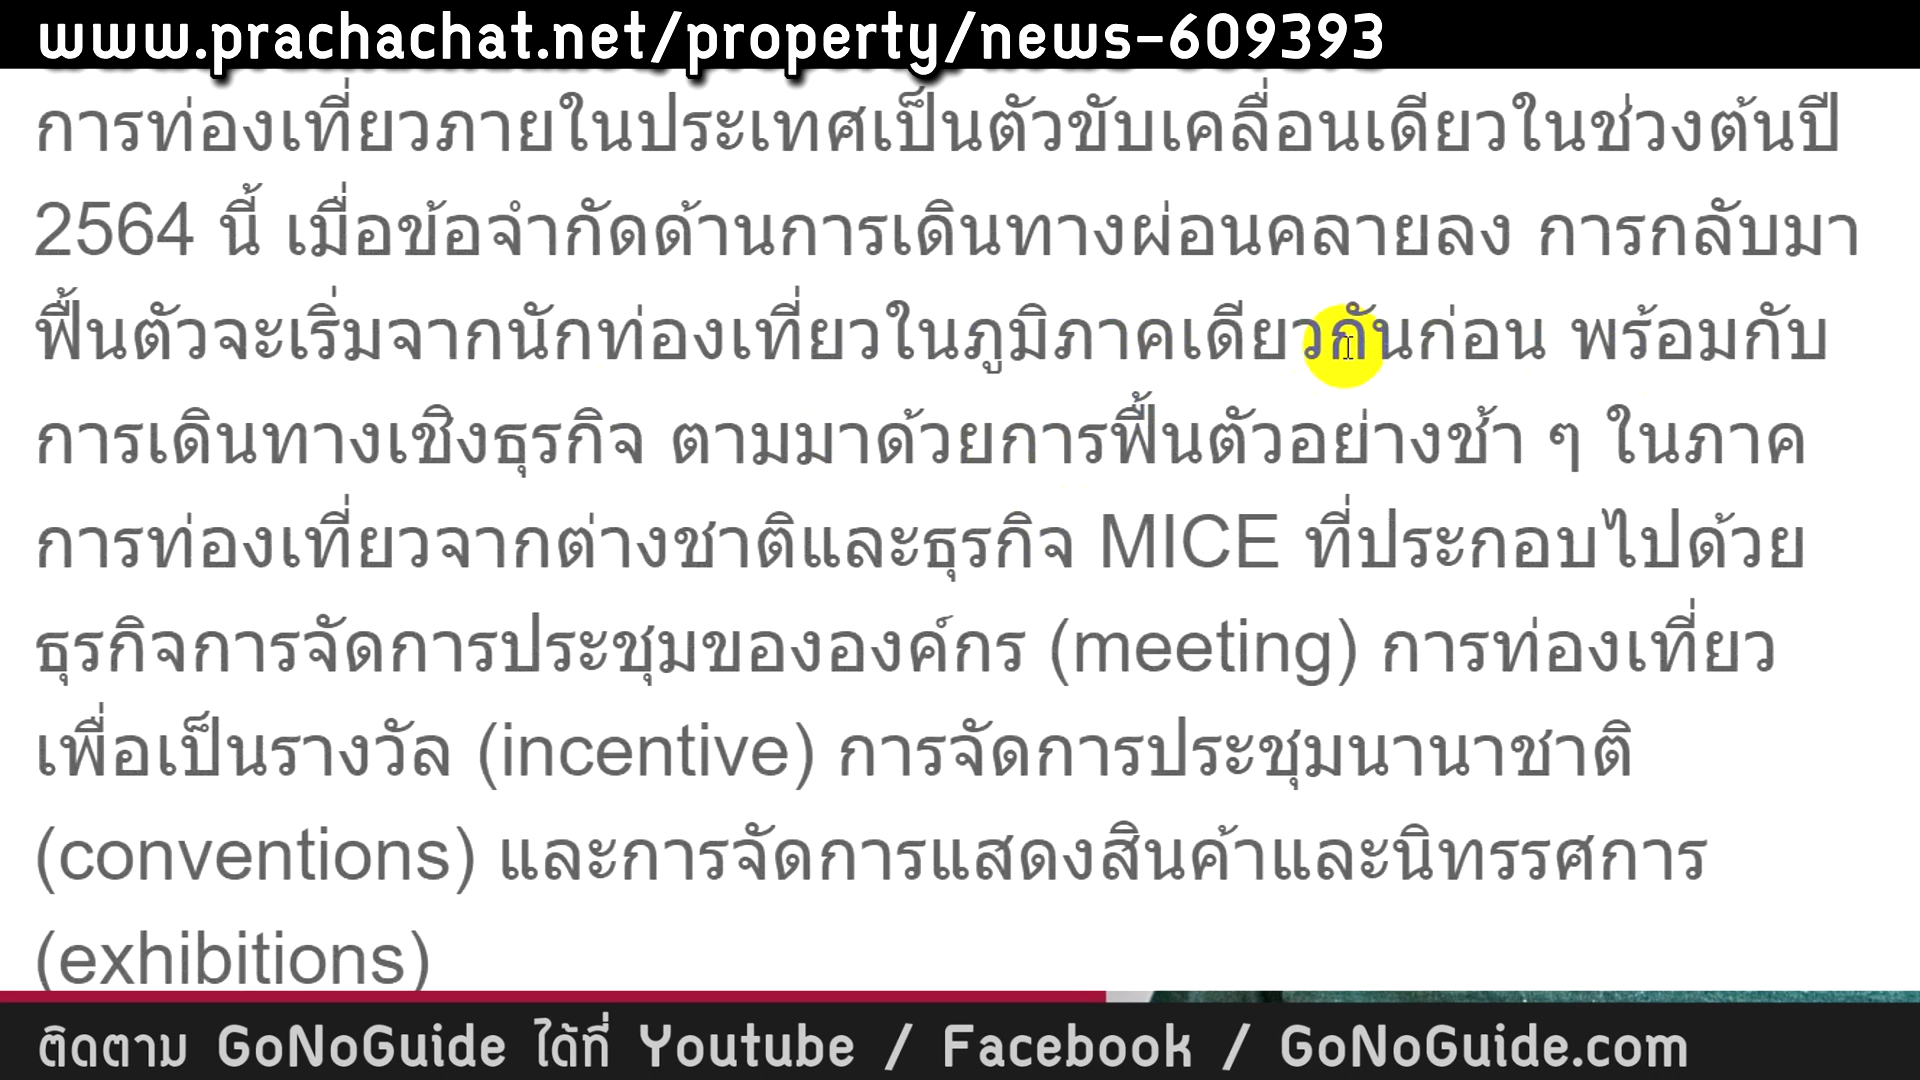 www.prachachat.net/property/news-609393
การท่องเที่ยวภายในประเทศเป็นตัวขับเคลื่อนเดียวในช่วงต้นปี
2564 นี้ เมื่อข้อจำกัดด้านการเดินทางผ่อนคลายลง การกลับมา
ฟื้นตัวจะเริ่มจากนักท่องเที่ยวในภูมิภาคเดียวกันก่อน พร้อมกับ
การเดินทางเชิงธุรกิจ ตามมาด้วยการฟื้นตัวอย่างช้า ๆ ในภาค
การท่องเที่ยวจากต่างชาติและธุรกิจ MICE ที่ประกอบไปด้วย
ธุรกิจการจัดการประชุมขององค์กร (meeting) การท่องเที่ยว
เพื่อเป็นรางวัล (incentive) การจัดการประชุมนานาชาติ
(conventions) และการจัดการแสดงสินค้าและนิทรรศการ
(exhibitions)
ติดตาม GoNoGuide ได้ที่ Youtube / Facebook / GoNoGuide.com